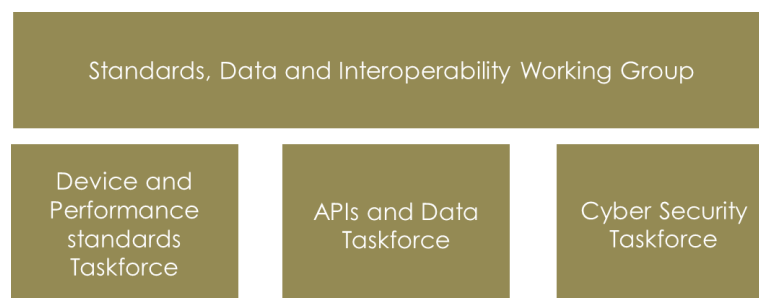 Standards, Data and Interoperability Working Group
Device and
Performance
standards
Taskforce
APIs and Data
Taskforce
Cyber Security
Taskforce